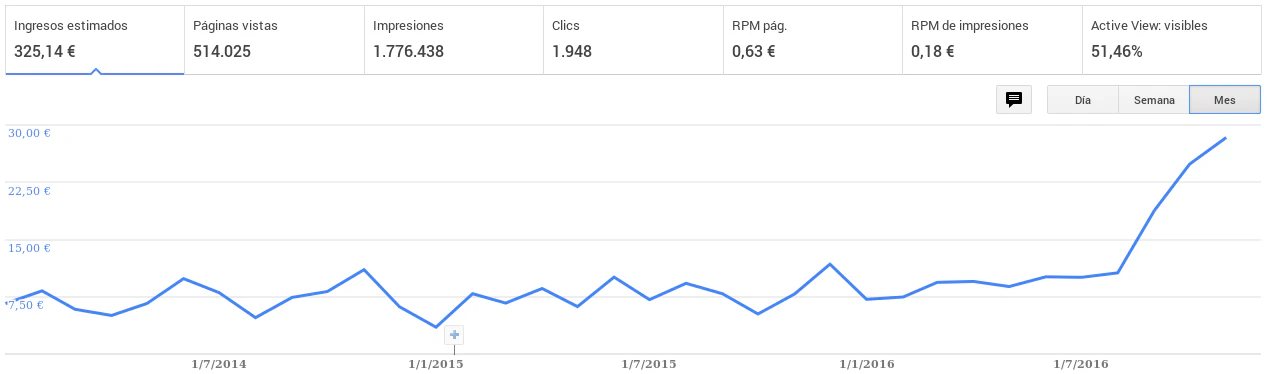 Ingresos estimados Páginas vistas Impresiones Clics RPM pág. RPM de impresiones Active View: visibles
325,14 € 514.025 1.776.438 1.948 0,63 € 0,18 € 51,46%
Día Semana Mes
30,00 €
22,50 €
15,00 €
7,50 €
1/7/2014 1/1/2015 1/7/2015 1/1/2016 1/7/2016